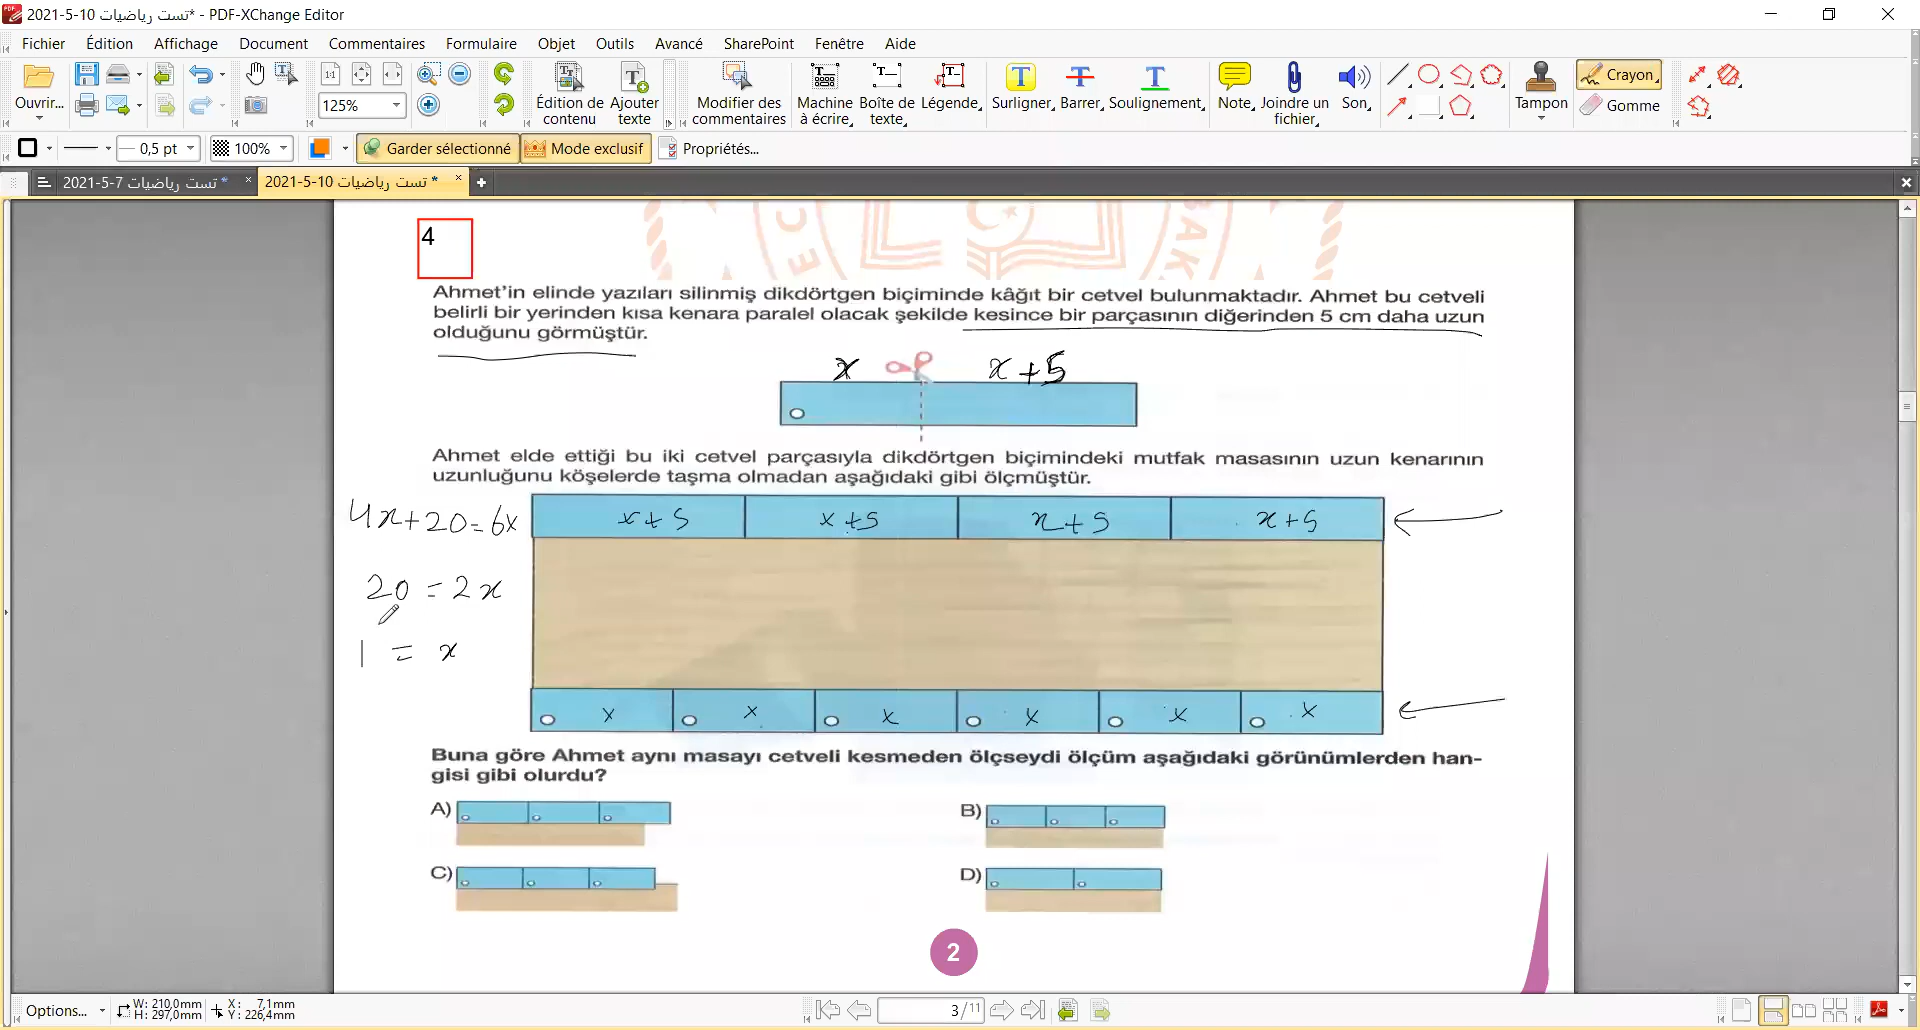 تست رياضيات 10-5-2021* - PDF-XChange Editor
Fichier Édition Affichage Document Commentaires Formulaire Objet Outils Avancé SharePoint Fenêtre Aide
Ouvrir... 125% Édition de contenu Ajouter texte Modifier des commentaires Machine à écrire Boîte de texte Légende Surligner Barrer Soulignement Note Joindre un fichier Son Tampon Crayon
Gomme
0,5 pt 100% Garder sélectionné Mode exclusif Propriétés...
تست رياضيات 7-5-2021 * تست رياضيات 10-5-2021 *
4
Ahmet'in elinde yazıları silinmiş dikdörtgen biçiminde kâğıt bir cetvel bulunmaktadır. Ahmet bu cetveli
belirli bir yerinden kısa kenara paralel olacak şekilde kesince bir parçasının diğerinden 5 cm daha uzun
olduğunu görmüştür.
x x+5
Ahmet elde ettiği bu iki cetvel parçasıyla dikdörtgen biçimindeki mutfak masasının uzun kenarının
uzunluğunu köşelerde taşma olmadan aşağıdaki gibi ölçmüştür.
4x+20=6x x+5 x+5 x+5 x+5
20=2x
1 = x
x x x x x x
Buna göre Ahmet aynı masayı cetveli kesmeden ölçseydi ölçüm aşağıdaki görünümlerden han-
gisi gibi olurdu?
A) B)
C) D)
2
Options... W: 210,0mm X: 7,1mm 3 / 11
H: 297,0mm Y: 226,4mm